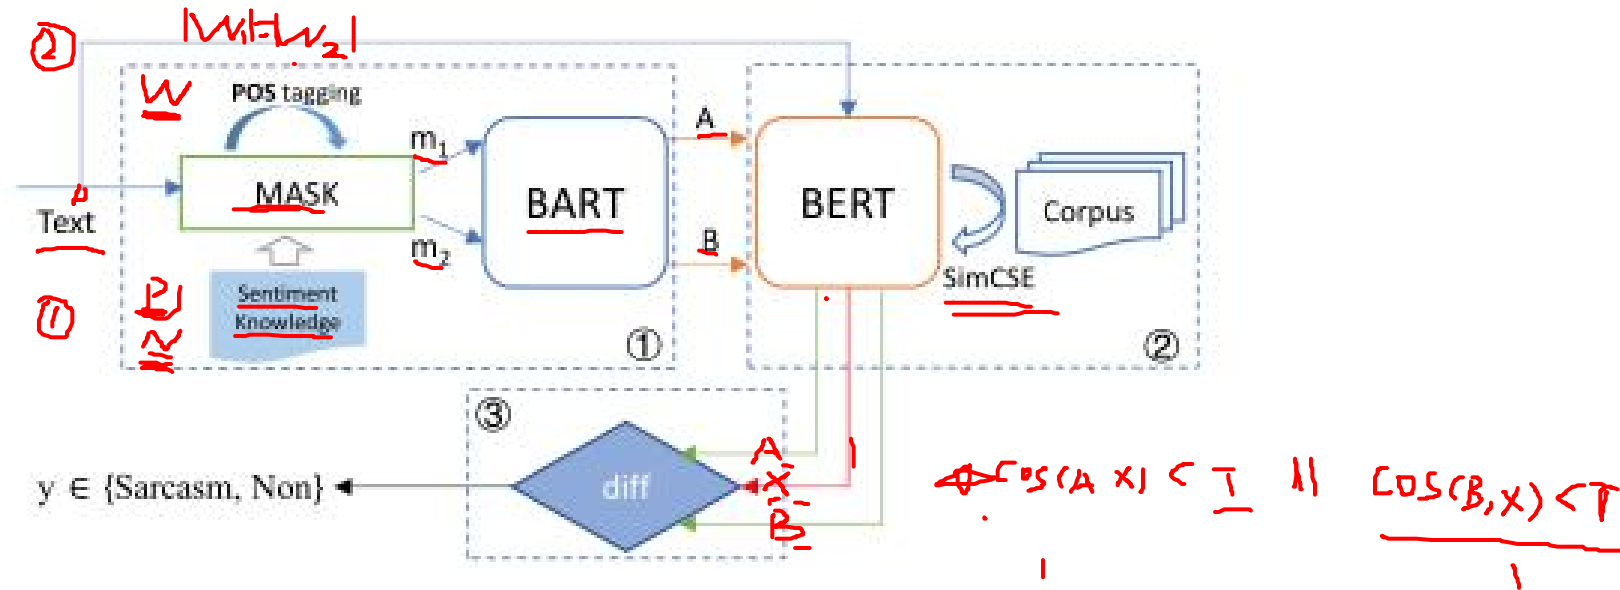 ② |W₁|-|W₂|
W
POS tagging
m₁
A
MASK
BART
BERT
Text
Corpus
m₂
B
SimCSE
Sentiment
Knowledge
①
①
②
③
A
X
B
diff
y ∈ {Sarcasm, Non}
cos(A X) < T || cos(B,X) < T